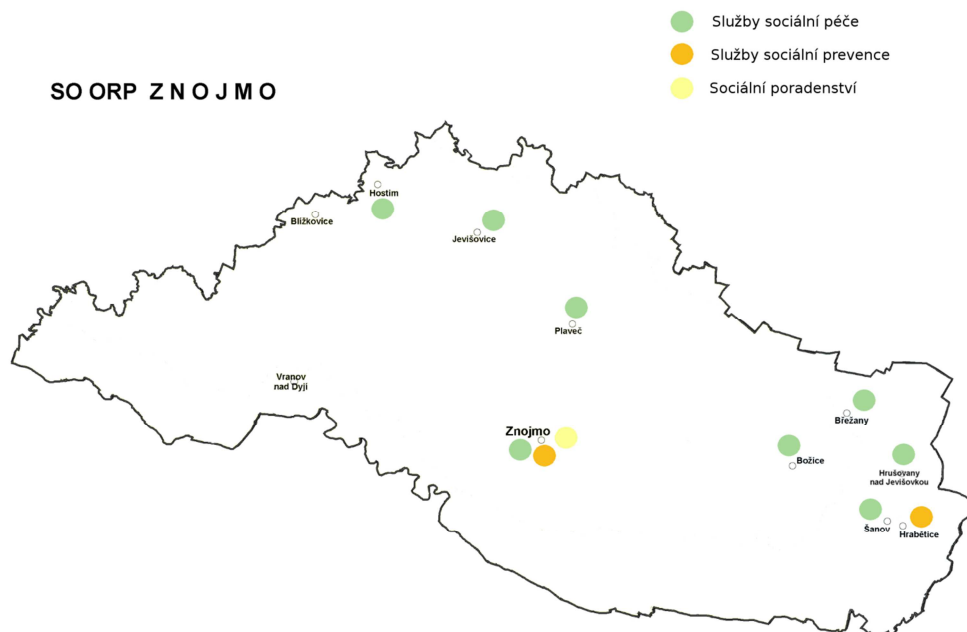 Služby sociální péče
Služby sociální prevence
SO ORP Z N O J M O
Sociální poradenství
Hostim
Bližkovice
Jevišovice
Plaveč
Vranov
nad Dyjí
Břežany
Znojmo
Božice
Hrušovany
nad Jevišovkou
Šanov
Hrabětice